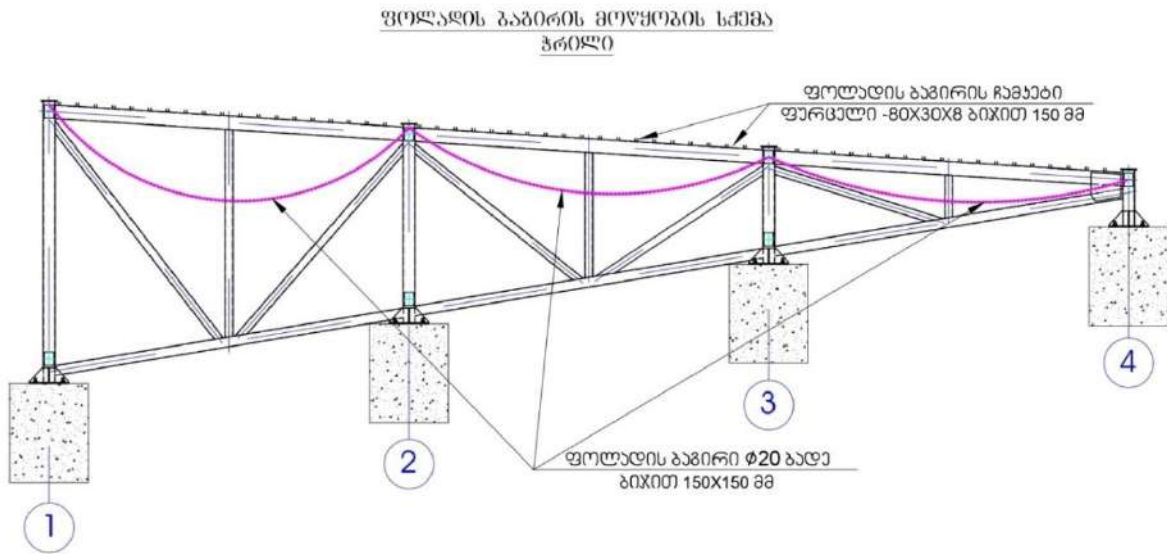 ფოლადის ბაგირის მოწყობის სქემა
ჭრილი
ფოლადის ბაგირის ჩამჭები
ფურცელი -80X30X8 ბიჯით 150 მმ
ფოლადის ბაგირი Φ20 ბადე
ბიჯით 150X150 მმ
1
2
3
4